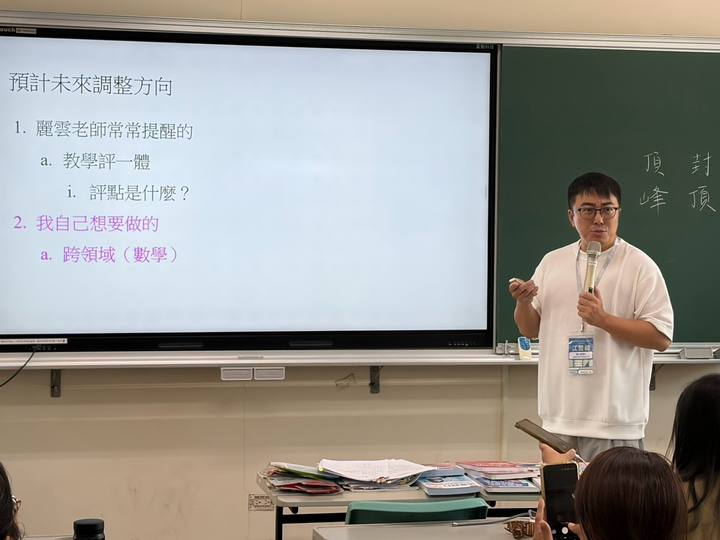 預計未來調整方向
1. 麗雲老師常常提醒的
a. 教學評一體
i. 評點是什麼？
2. 我自己想要做的
a. 跨領域（數學）
頂 封
峰 頂